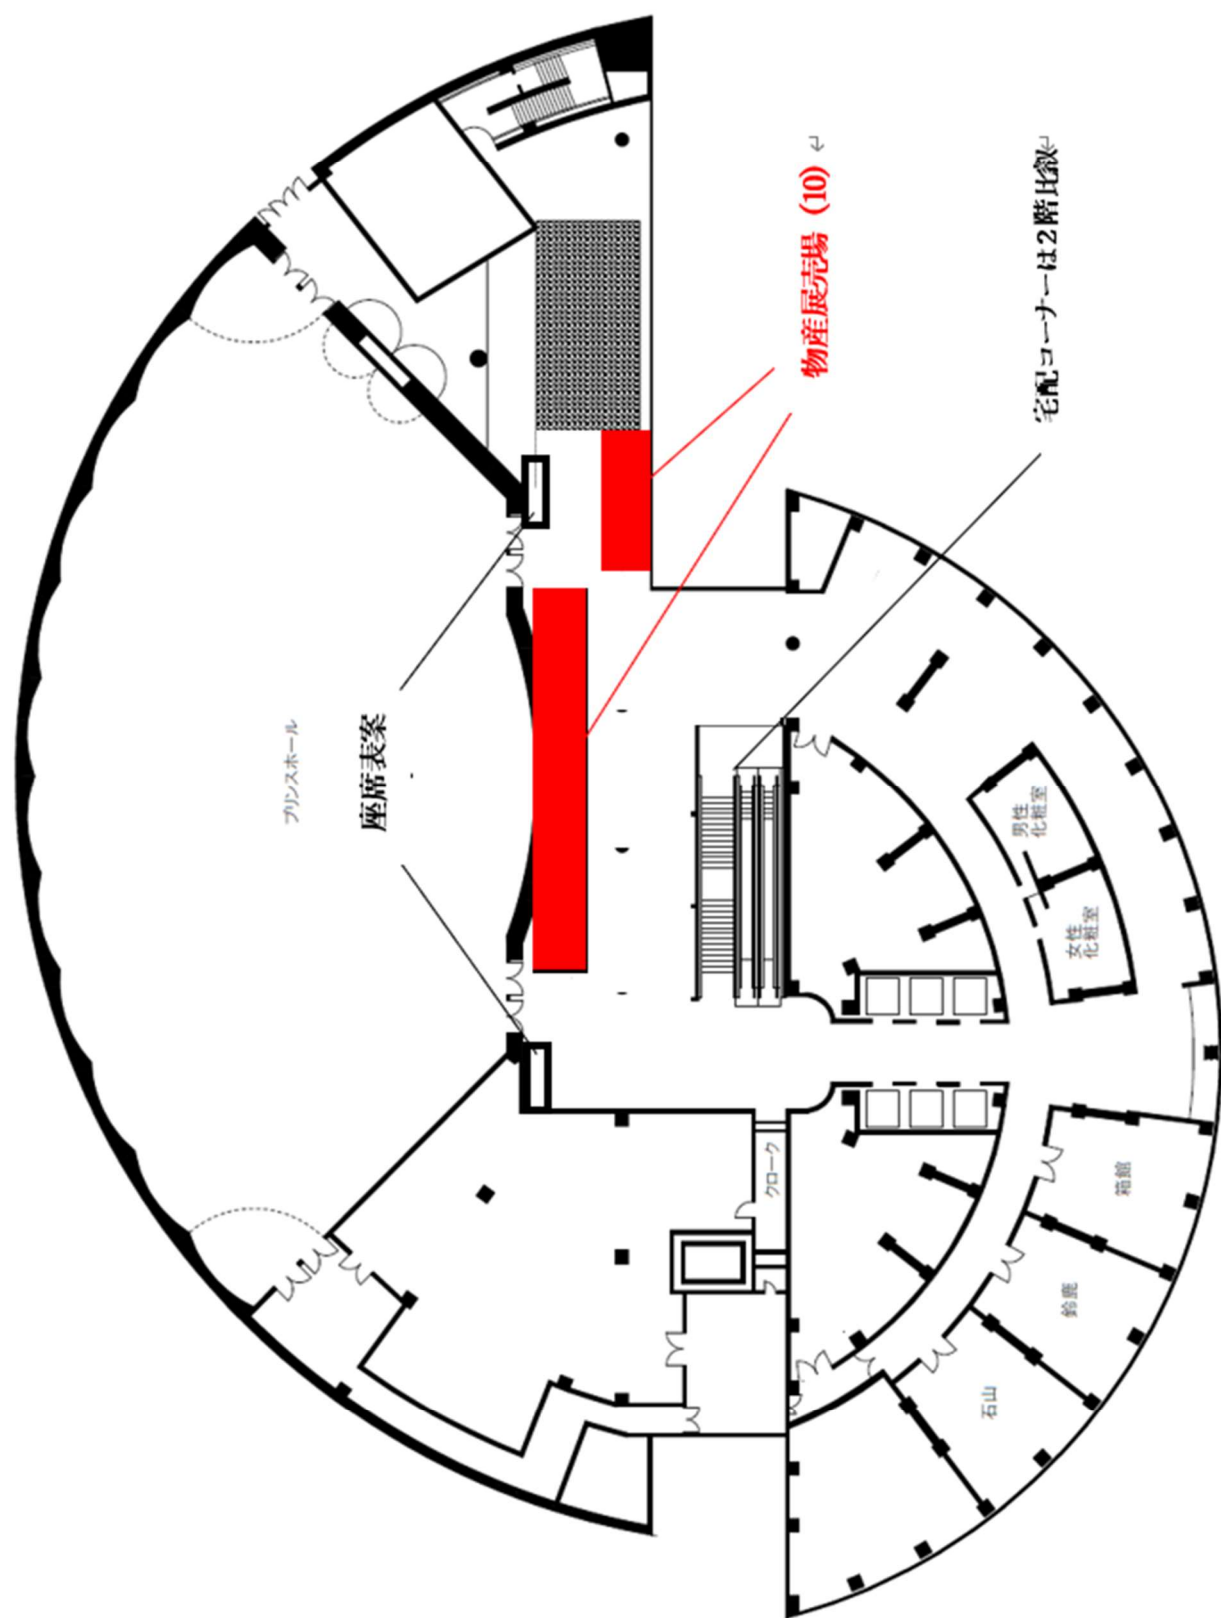 物産展売場（10）
宅配コーナーは２階比叡
座席表案
プリンスホール
男性
化粧室
女性
化粧室
クローク
箱館
鈴鹿
石山